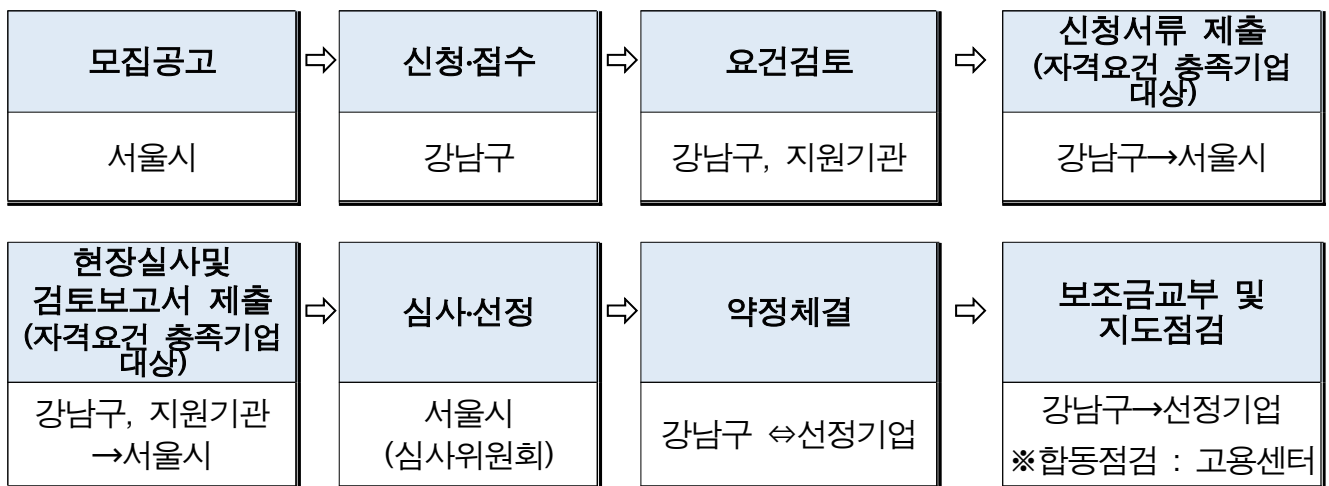 모집공고
⇨
신청·접수
⇨
요건검토
⇨
신청서류 제출
(자격요건 충족기업
대상)
서울시
강남구
강남구, 지원기관
강남구→서울시
현장실사및
검토보고서 제출
(자격요건 충족기업
대상)
⇨
심사·선정
⇨
약정체결
⇨
보조금교부 및
지도점검
강남구, 지원기관
→서울시
서울시
(심사위원회)
강남구 ⇔선정기업
강남구→선정기업
※합동점검 : 고용센터